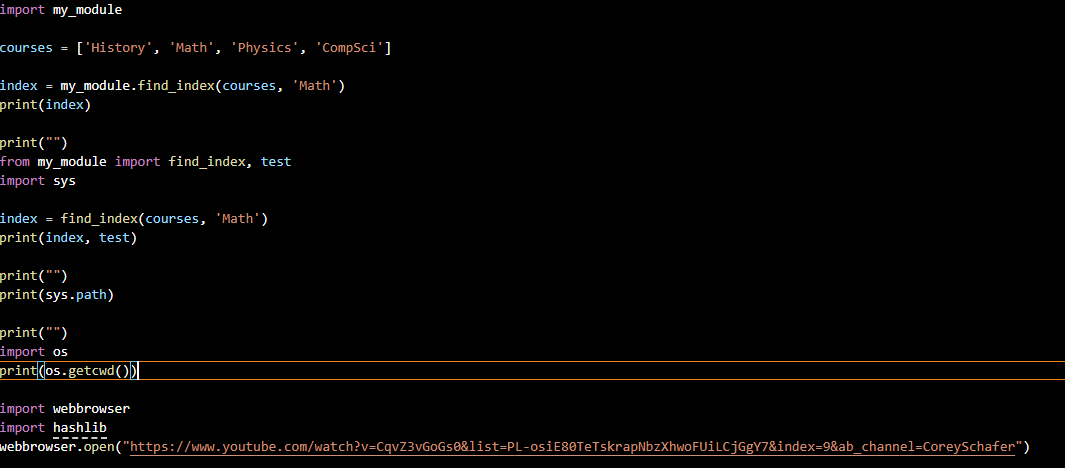 import my_module
courses = ['History', 'Math', 'Physics', 'CompSci']
index = my_module.find_index(courses, 'Math')
print(index)
print("")
from my_module import find_index, test
import sys
index = find_index(courses, 'Math')
print(index, test)
print("")
print(sys.path)
print("")
import os
print(os.getcwd())
import webbrowser
import hashlib
webbrowser.open("https://www.youtube.com/watch?v=CqvZ3vGoGs0&list=PL-osiE80TeTskrapNbzXhwoFUiLCjGgY7&index=9&ab_channel=CoreySchafer")